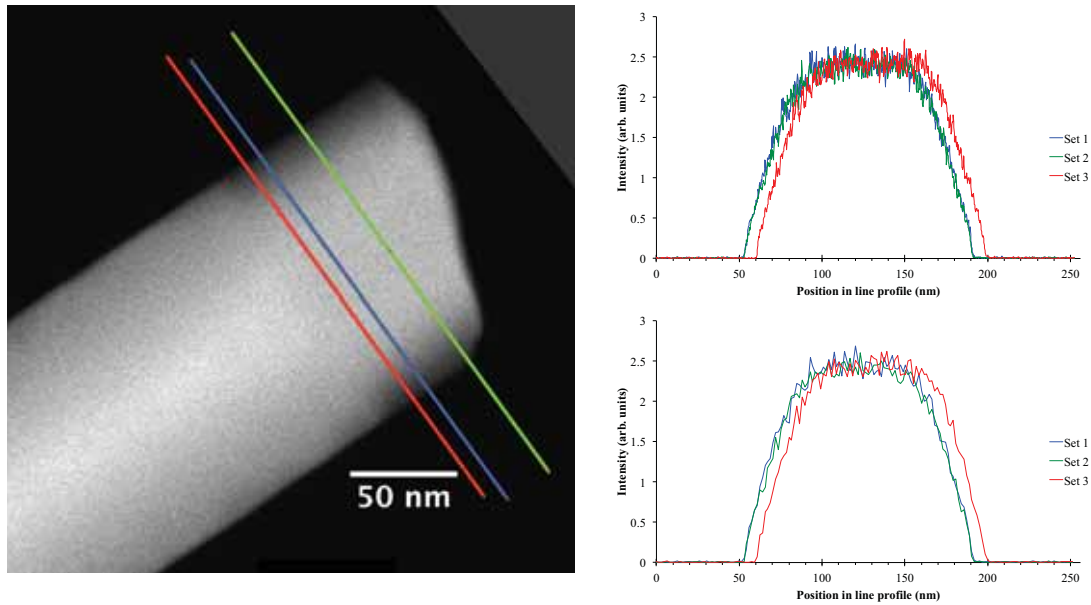 50 nm
3
2.5
2
1.5
1
0.5
0
Intensity (arb. units)
0 50 100 150 200 250
Position in line profile (nm)
Set 1
Set 2
Set 3
3
2.5
2
1.5
1
0.5
0
Intensity (arb. units)
0 50 100 150 200 250
Position in line profile (nm)
Set 1
Set 2
Set 3